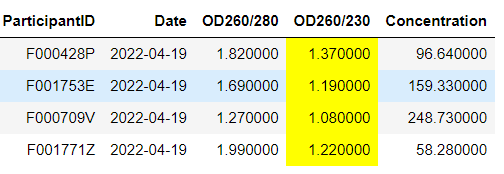 ParticipantID Date OD260/280 OD260/230 Concentration
F000428P 2022-04-19 1.820000 1.370000 96.640000
F001753E 2022-04-19 1.690000 1.190000 159.330000
F000709V 2022-04-19 1.270000 1.080000 248.730000
F001771Z 2022-04-19 1.990000 1.220000 58.280000